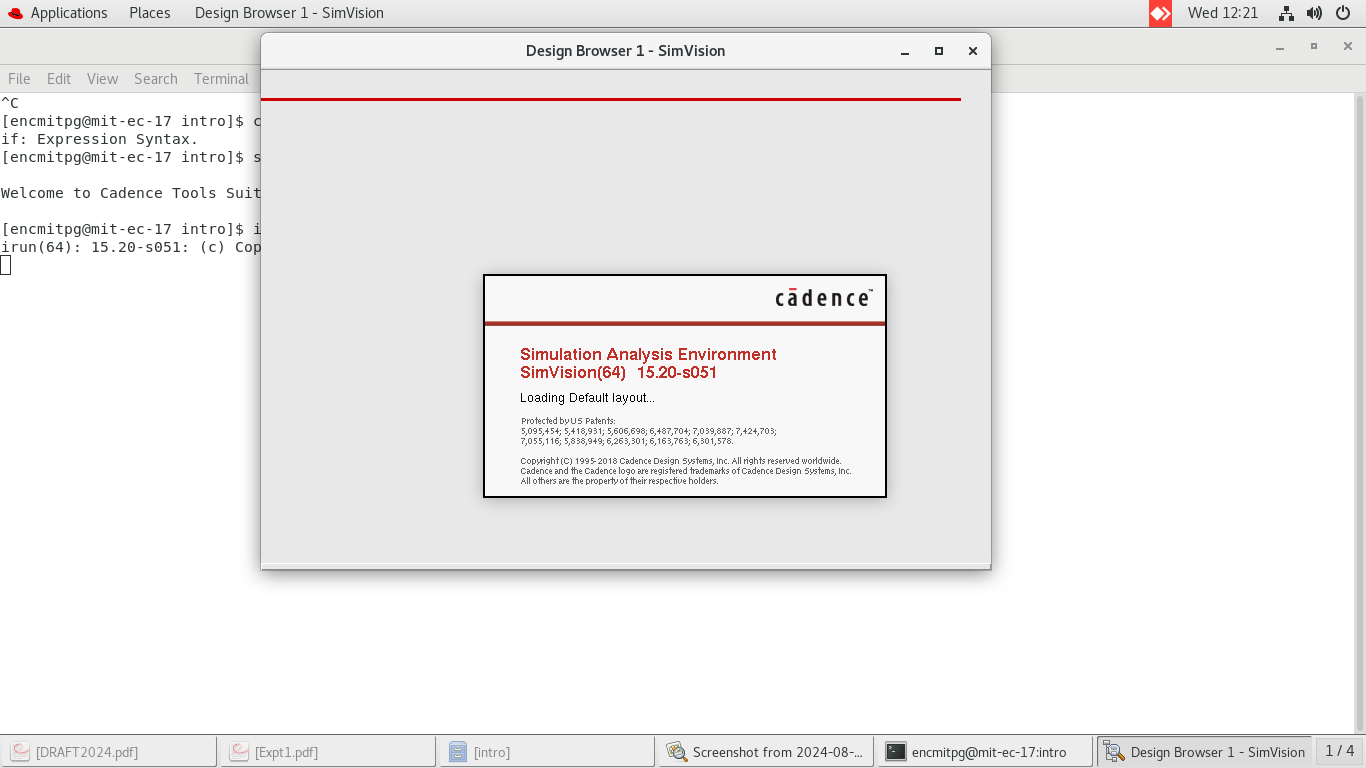 Applications Places Design Browser 1 - SimVision Wed 12:21
Design Browser 1 - SimVision
File Edit View Search Terminal
^C
[encmitpg@mit-ec-17 intro]$ c
if: Expression Syntax.
[encmitpg@mit-ec-17 intro]$ s
Welcome to Cadence Tools Suit
[encmitpg@mit-ec-17 intro]$ i
irun(64): 15.20-s051: (c) Cop
cādence™
Simulation Analysis Environment
SimVision(64) 15.20-s051
Loading Default layout...
Protected by US Patents:
5,095,454; 5,418,931; 5,606,698; 6,487,704; 7,039,887; 7,424,703;
7,055,116; 5,838,949; 6,263,301; 6,163,763; 6,301,578.
Copyright (C) 1995-2018 Cadence Design Systems, Inc. All rights reserved worldwide.
Cadence and the Cadence logo are registered trademarks of Cadence Design Systems, Inc.
All others are the property of their respective holders.
[DRAFT2024.pdf] [Expt1.pdf] [intro] Screenshot from 2024-08-... encmitpg@mit-ec-17:intro Design Browser 1 - SimVision 1 / 4